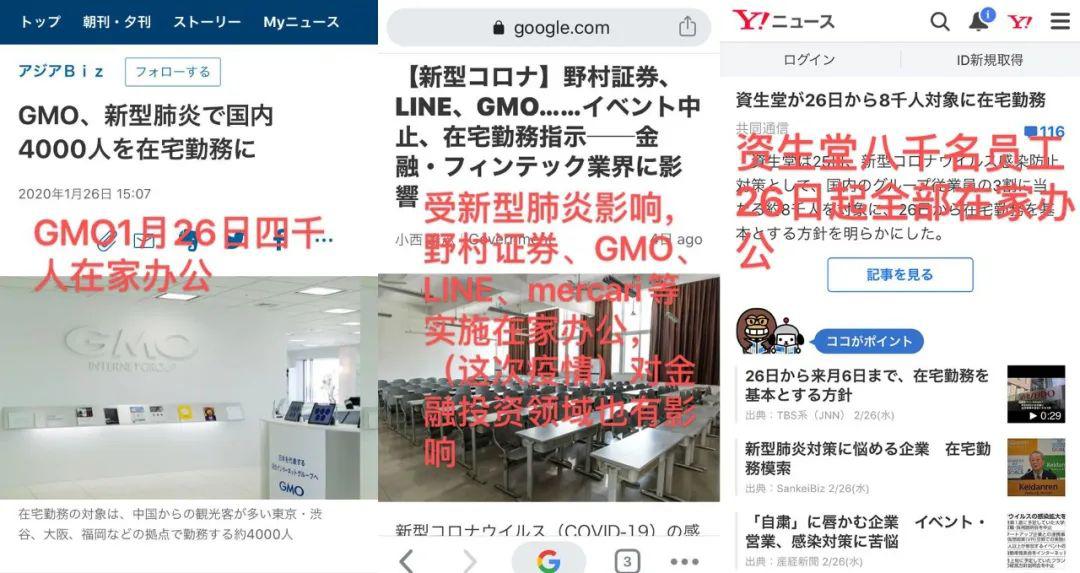 トップ 朝刊・夕刊 ストーリー Myニュース
アジアBiz フォローする
GMO、新型肺炎で国内
4000人を在宅勤務に
2020年1月26日 15:07
GMO1月26日四千
人在家办公
GMO
INTERNET GROUP
日本を代表する
GMO
在宅勤務の対象は、中国からの観光客が多い東京・渋
谷、大阪、福岡などの拠点で勤務する約4000人
google.com
【新型コロナ】野村証券、
LINE、GMO……イベント中
止、在宅勤務指示──金
融・フィンテック業界に影
響
小西 Government 4日 ago
受新型肺炎影响，
野村证券、GMO、
LINE、mercari等
实施在家办公，
（这次疫情）对金
融投资领域也有影
响
新型コロナウイルス（COVID-19）の感
3
Y!ニュース
ログイン ID新規取得
資生堂が26日から8千人対象に在宅勤務
共同通信 116
資生堂は25日、新型コロナウイルス感染防止
対策として、国内のグループ従業員の3割に当
たる約8千人を対象に、26日から在宅勤務を基
本とする方針を明らかにした。
资生堂八千名员工
26日起全部在家办
公
記事を見る
ココがポイント
26日から来月6日まで、在宅勤務を
基本とする方針
出典：TBS系（JNN） 2/26(水)
0:29
新型肺炎対策に悩める企業 在宅勤
務模索
出典：SankeiBiz 2/26(水)
Keidanren
「自粛」に唇かむ企業 イベント・
営業、感染対策に苦悩
出典：産経新聞 2/26(水)